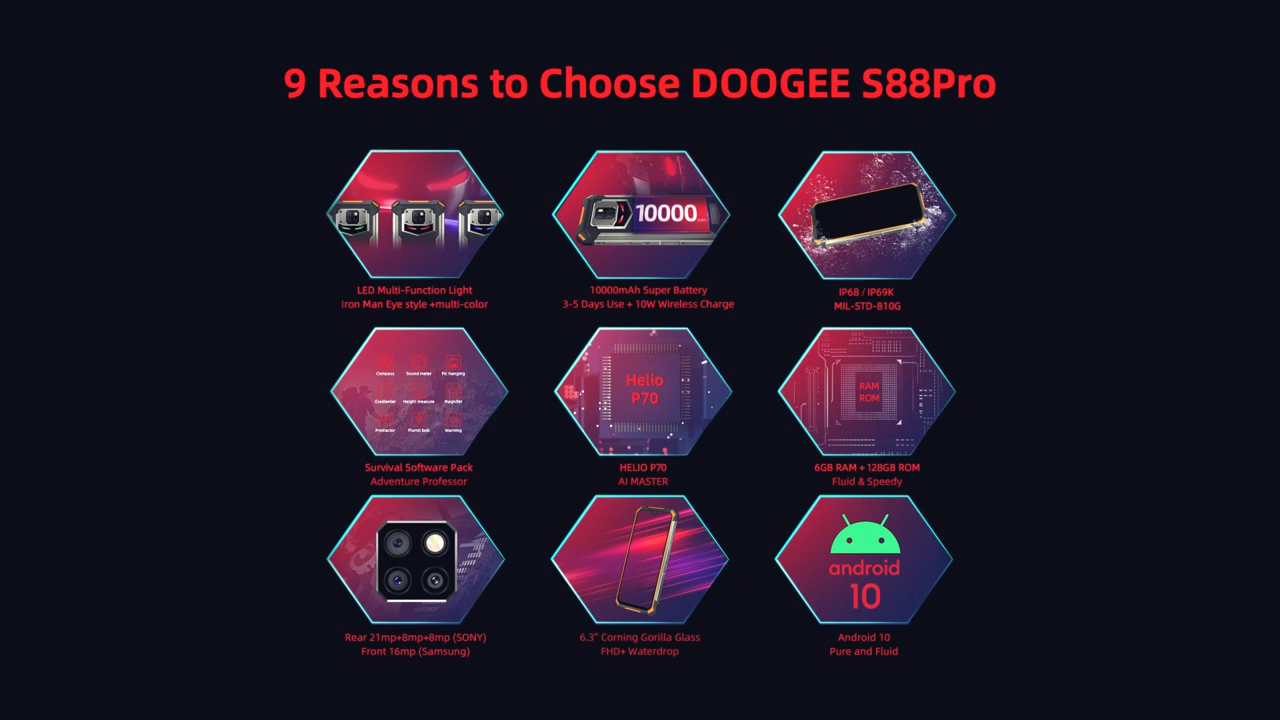 9 Reasons to Choose DOOGEE S88Pro
10000mAh
LED Multi-Function Light
Iron Man Eye style +multi-color
10000mAh Super Battery
3-5 Days Use + 10W Wireless Charge
IP68 / IP69K
MIL-STD-810G
Compass Sound meter Pic hanging
Gradienter Height measure Magnifier
Protractor Plumb bob Warning
Helio
P70
RAM
ROM
Survival Software Pack
Adventure Professor
HELIO P70
AI MASTER
6GB RAM + 128GB ROM
Fluid & Speedy
android
10
Rear 21mp+8mp+8mp (SONY)
Front 16mp (Samsung)
6.3" Corning Gorilla Glass
FHD+ Waterdrop
Android 10
Pure and Fluid